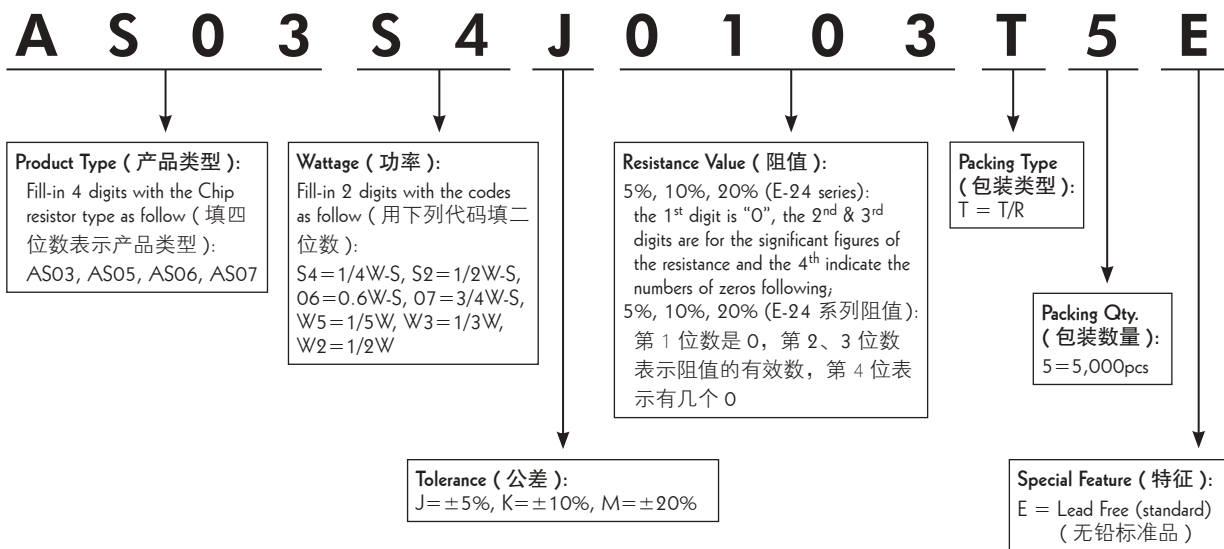 A S 0 3 S 4 J 0 1 0 3 T 5 E
Product Type ( 产品类型 ):
Fill-in 4 digits with the Chip
resistor type as follow ( 填四
位数表示产品类型 ):
AS03, AS05, AS06, AS07
Wattage ( 功率 ):
Fill-in 2 digits with the codes
as follow ( 用下列代码填二
位数 ):
S4=1/4W-S, S2=1/2W-S,
06=0.6W-S, 07=3/4W-S,
W5=1/5W, W3=1/3W,
W2=1/2W
Resistance Value ( 阻值 ):
5%, 10%, 20% (E-24 series):
the 1st digit is “0”, the 2nd & 3rd
digits are for the significant figures of
the resistance and the 4th indicate the
numbers of zeros following;
5%, 10%, 20% (E-24 系列阻值 ):
第 1 位数是 0，第 2、3 位数
表示阻值的有效数，第 4 位表
示有几个 0
Packing Type
( 包装类型 ):
T = T/R
Packing Qty.
( 包装数量 ):
5=5,000pcs
Tolerance ( 公差 ):
J=±5%, K=±10%, M=±20%
Special Feature ( 特征 ):
E = Lead Free (standard)
( 无铅标准品 )